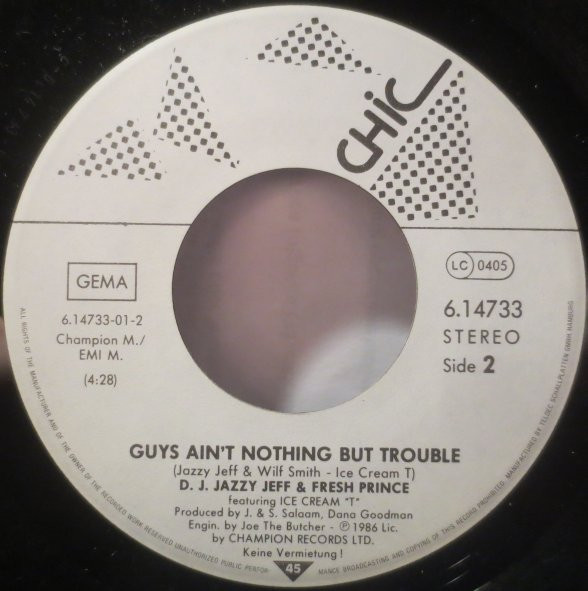 CHIC
GEMA
6.14733-01-2
Champion M./
EMI M.
(4:28)
LC 0405
6.14733
STEREO
Side 2
GUYS AIN'T NOTHING BUT TROUBLE
(Jazzy Jeff & Wilf Smith - Ice Cream T)
D. J. JAZZY JEFF & FRESH PRINCE
featuring ICE CREAM "T"
Produced by J. & S. Salaam, Dana Goodman
Engin. by Joe The Butcher - ℗ 1986 Lic.
by CHAMPION RECORDS LTD.
Keine Vermietung!
45
ALL RIGHTS OF THE MANUFACTURER AND OF THE OWNER OF THE RECORDED WORK RESERVED UNAUTHORIZED PUBLIC PERFOR-
MANCE BROADCASTING AND COPYING OF THIS RECORD PROHIBITED. MANUFACTURED BY TELDEC SCHALLPLATTEN GMBH, HAMBURG